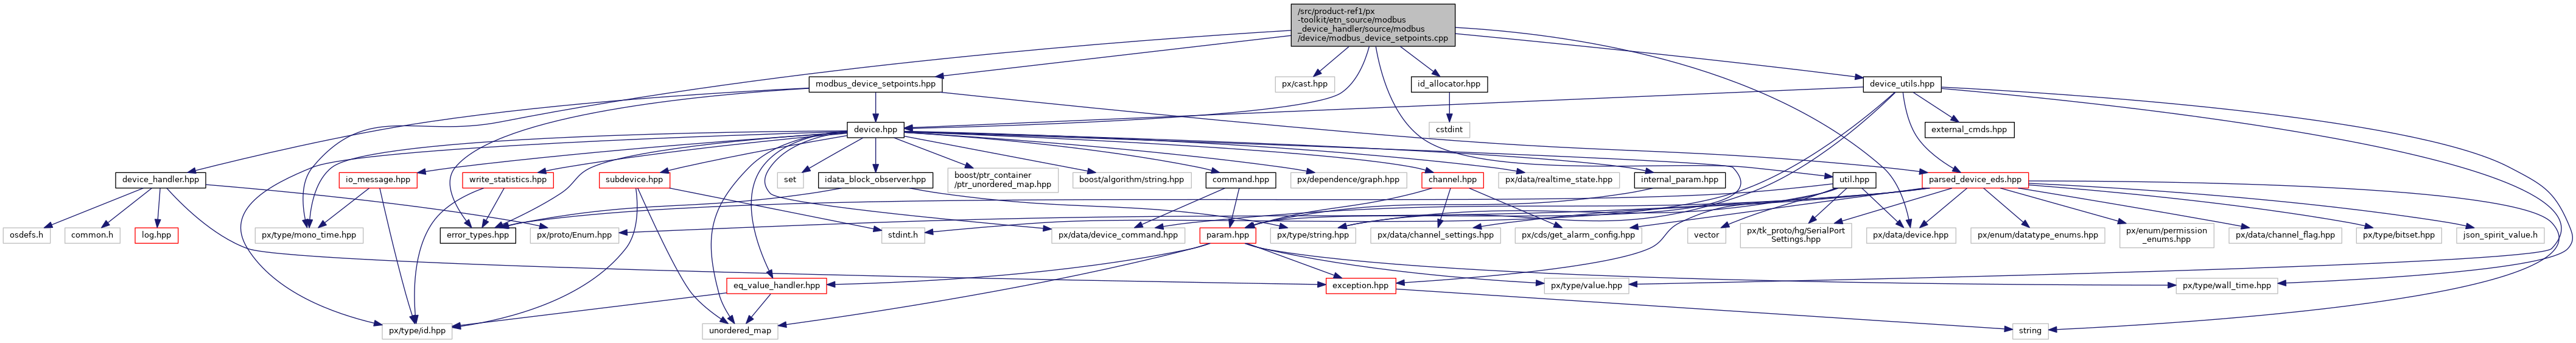 /src/product-ref1/px
-toolkit/etn_source/modbus
_device_handler/source/modbus
/device/modbus_device_setpoints.cpp
modbus_device_setpoints.hpp
px/cast.hpp
id_allocator.hpp
device_utils.hpp
device.hpp
cstdint
external_cmds.hpp
device_handler.hpp
io_message.hpp
write_statistics.hpp
subdevice.hpp
set
idata_block_observer.hpp
boost/ptr_container
/ptr_unordered_map.hpp
boost/algorithm/string.hpp
command.hpp
px/dependence/graph.hpp
channel.hpp
px/data/realtime_state.hpp
internal_param.hpp
util.hpp
parsed_device_eds.hpp
osdefs.h
common.h
log.hpp
px/type/mono_time.hpp
error_types.hpp
px/proto/Enum.hpp
stdint.h
px/data/device_command.hpp
param.hpp
px/type/string.hpp
px/data/channel_settings.hpp
px/cds/get_alarm_config.hpp
vector
px/tk_proto/hg/SerialPort
Settings.hpp
px/data/device.hpp
px/enum/datatype_enums.hpp
px/enum/permission
_enums.hpp
px/data/channel_flag.hpp
px/type/bitset.hpp
json_spirit_value.h
eq_value_handler.hpp
exception.hpp
px/type/value.hpp
px/type/wall_time.hpp
px/type/id.hpp
unordered_map
string